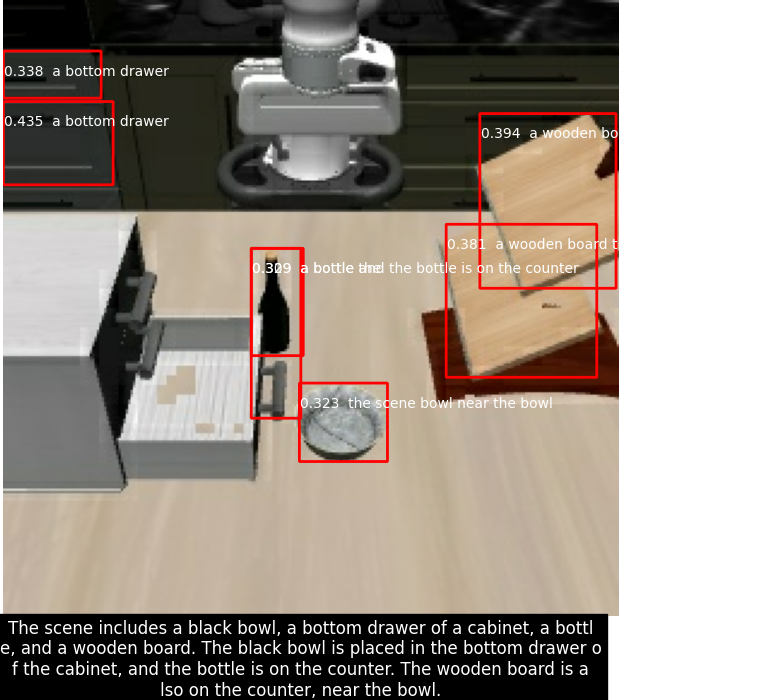 0.338 a bottom drawer
0.435 a bottom drawer
0.394 a wooden bo
0.381 a wooden board t
a bottle and the bottle is on the counter
0.323 the scene bowl near the bowl
The scene includes a black bowl, a bottom drawer of a cabinet, a bottl
e, and a wooden board. The black bowl is placed in the bottom drawer o
f the cabinet, and the bottle is on the counter. The wooden board is a
lso on the counter, near the bowl.